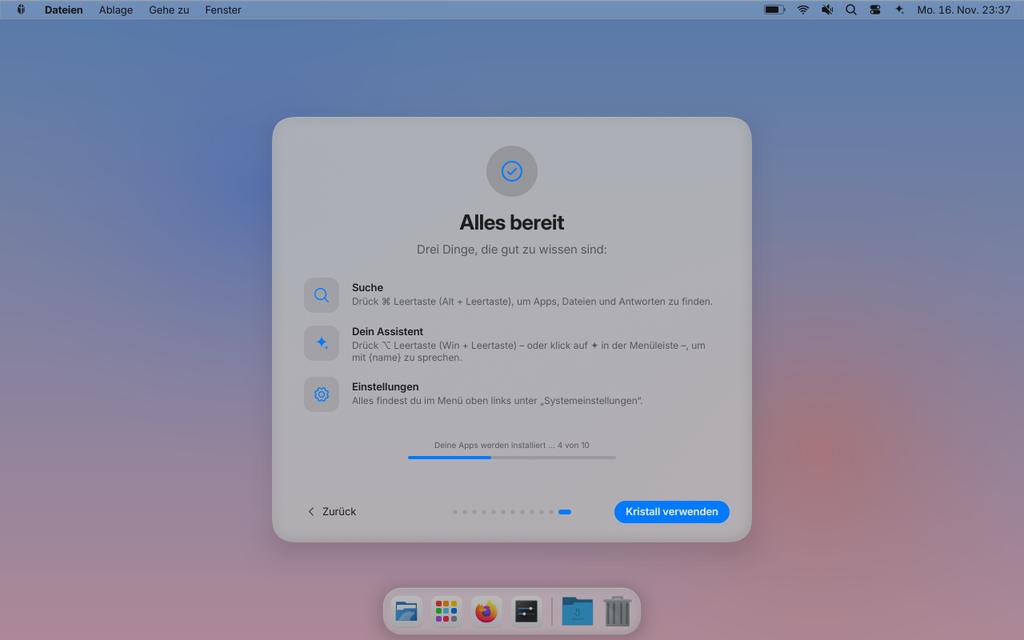 Dateien Ablage Gehe zu Fenster Mo. 16. Nov. 23:37
Alles bereit
Drei Dinge, die gut zu wissen sind:
Suche
Drück ⌘ Leertaste (Alt + Leertaste), um Apps, Dateien und Antworten zu finden.
Dein Assistent
Drück ⌥ Leertaste (Win + Leertaste) – oder klick auf ✦ in der Menüleiste –, um
mit {name} zu sprechen.
Einstellungen
Alles findest du im Menü oben links unter „Systemeinstellungen“.
Deine Apps werden installiert ... 4 von 10
Zurück
Kristall verwenden